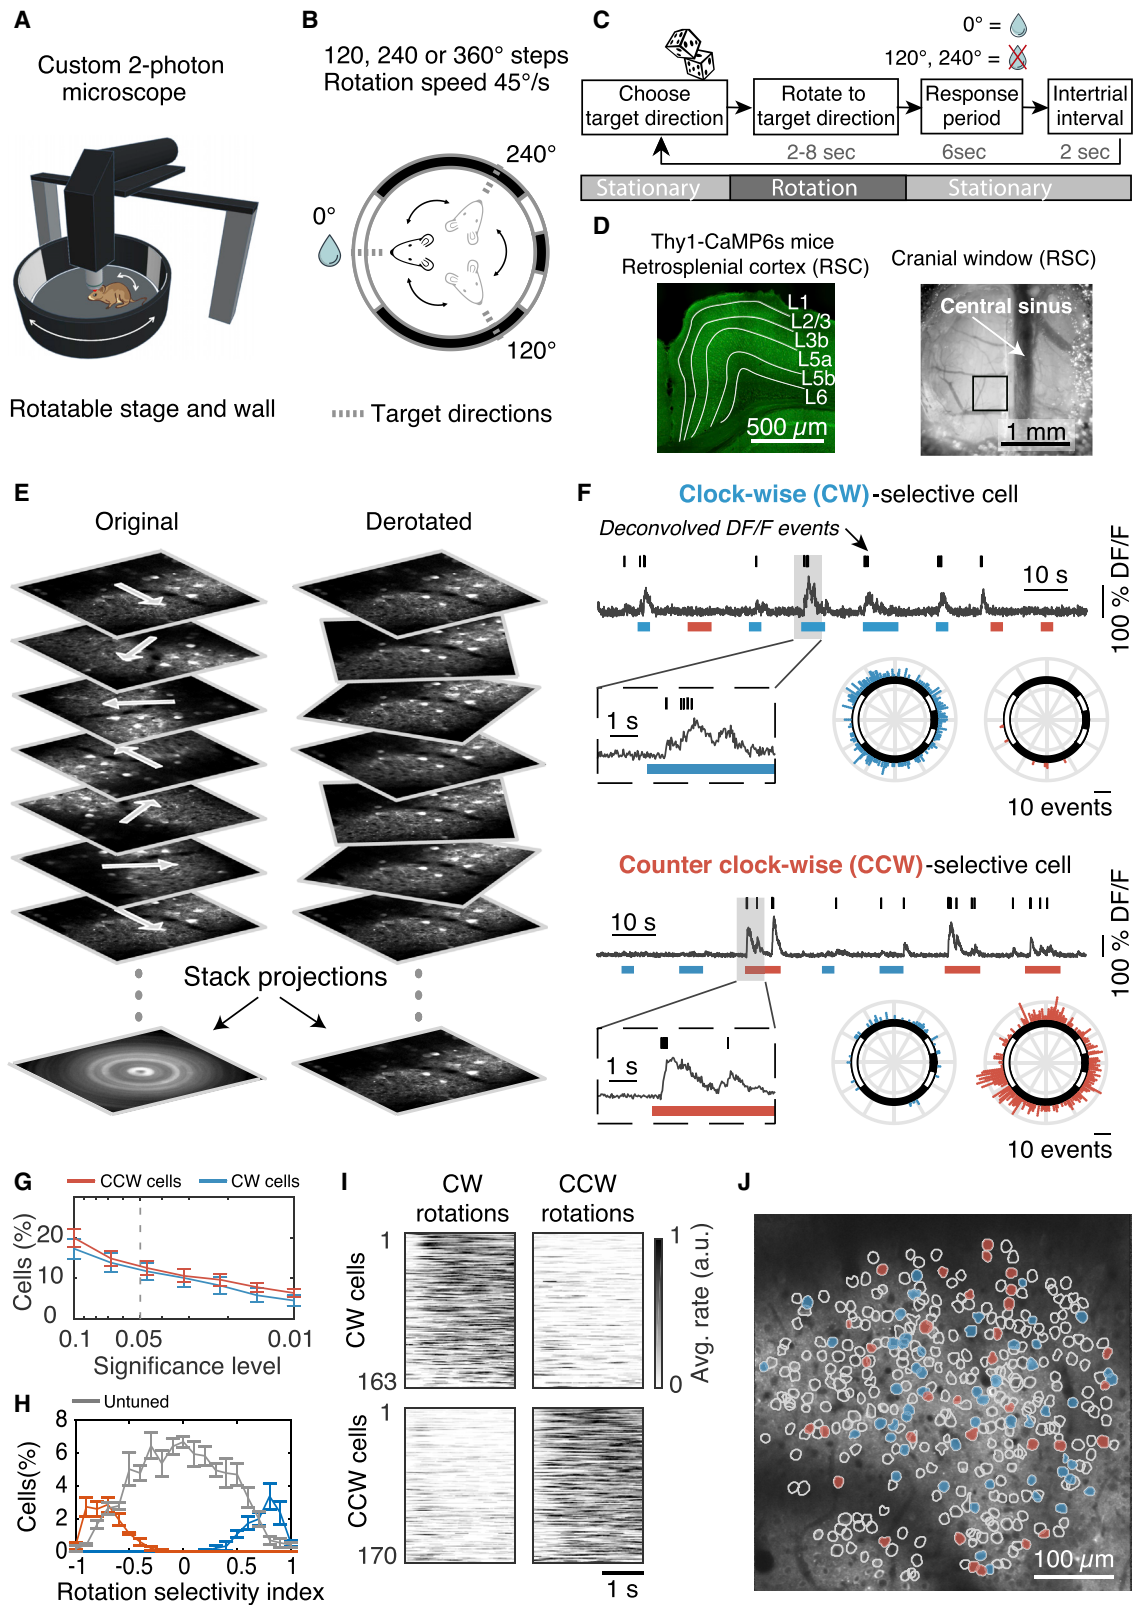 A
Custom 2-photon
microscope
Rotatable stage and wall
B
120, 240 or 360° steps
Rotation speed 45°/s
240°
0°
120°
Target directions
C
0° =
120°, 240° =
Choose
target direction
Rotate to
target direction
Response
period
Intertrial
interval
2-8 sec
6sec
2 sec
Stationary
Rotation
Stationary
D
Thy1-CaMP6s mice
Retrosplenial cortex (RSC)
L1
L2/3
L3b
L5a
L5b
L6
500 µm
Cranial window (RSC)
Central sinus
1 mm
E
Original
Derotated
Stack projections
F
Clock-wise (CW)-selective cell
Deconvolved DF/F events
10 s
100 % DF/F
1 s
10 events
Counter clock-wise (CCW)-selective cell
10 s
100 % DF/F
1 s
10 events
G
CCW cells
CW cells
Cells (%)
20
10
0
0.1
0.05
0.01
Significance level
H
Untuned
Cells(%)
8
6
4
2
0
-1
-0.5
0
0.5
1
Rotation selectivity index
I
CW
rotations
CCW
rotations
1
CW cells
163
1
CCW cells
170
1
0
Avg. rate (a.u.)
1 s
J
100 µm